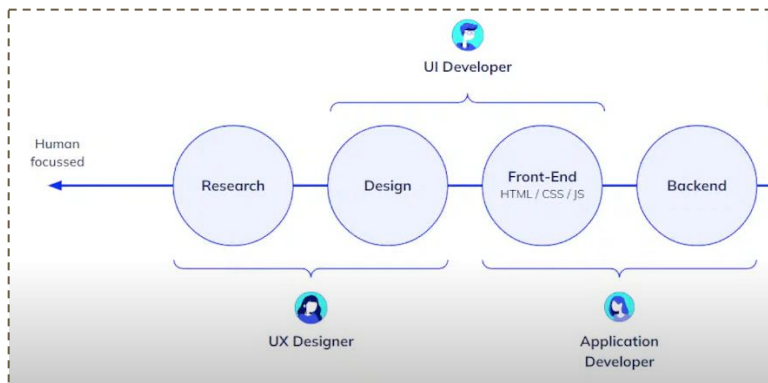 UI Developer
Human
focussed
Research
Design
Front-End
HTML / CSS / JS
Backend
UX Designer
Application
Developer